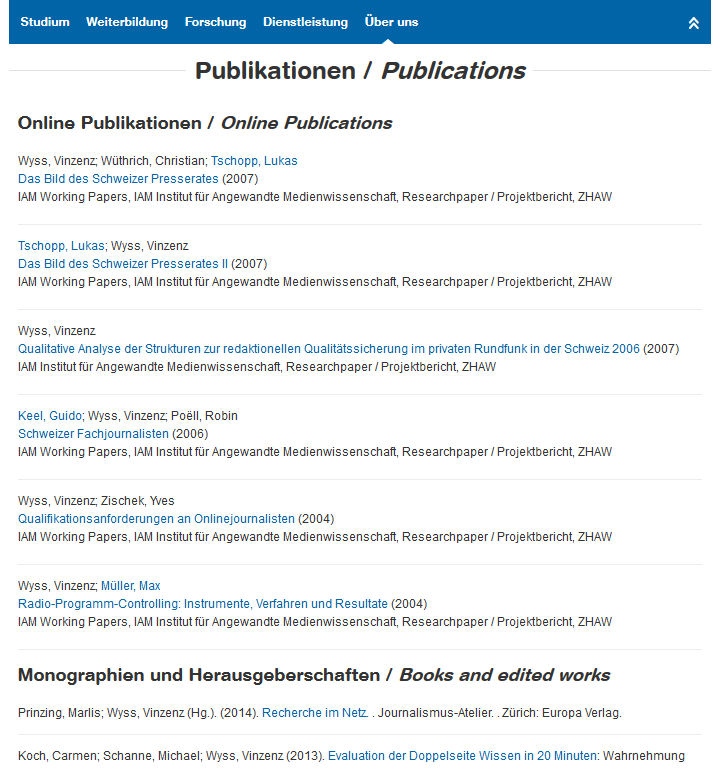 Studium Weiterbildung Forschung Dienstleistung Über uns
Publikationen / Publications
Online Publikationen / Online Publications
Wyss, Vinzenz; Wüthrich, Christian; Tschopp, Lukas
Das Bild des Schweizer Presserates (2007)
IAM Working Papers, IAM Institut für Angewandte Medienwissenschaft, Researchpaper / Projektbericht, ZHAW
Tschopp, Lukas; Wyss, Vinzenz
Das Bild des Schweizer Presserates II (2007)
IAM Working Papers, IAM Institut für Angewandte Medienwissenschaft, Researchpaper / Projektbericht, ZHAW
Wyss, Vinzenz
Qualitative Analyse der Strukturen zur redaktionellen Qualitätssicherung im privaten Rundfunk in der Schweiz 2006 (2007)
IAM Institut für Angewandte Medienwissenschaft, Researchpaper / Projektbericht, ZHAW
Keel, Guido; Wyss, Vinzenz; Poëll, Robin
Schweizer Fachjournalisten (2006)
IAM Working Papers, IAM Institut für Angewandte Medienwissenschaft, Researchpaper / Projektbericht, ZHAW
Wyss, Vinzenz; Zischek, Yves
Qualifikationsanforderungen an Onlinejournalisten (2004)
IAM Working Papers, IAM Institut für Angewandte Medienwissenschaft, Researchpaper / Projektbericht, ZHAW
Wyss, Vinzenz; Müller, Max
Radio-Programm-Controlling: Instrumente, Verfahren und Resultate (2004)
IAM Working Papers, IAM Institut für Angewandte Medienwissenschaft, Researchpaper / Projektbericht, ZHAW
Monographien und Herausgeberschaften / Books and edited works
Prinzing, Marlis; Wyss, Vinzenz (Hg.). (2014). Recherche im Netz. . Journalismus-Atelier. . Zürich: Europa Verlag.
Koch, Carmen; Schanne, Michael; Wyss, Vinzenz (2013). Evaluation der Doppelseite Wissen in 20 Minuten: Wahrnehmung